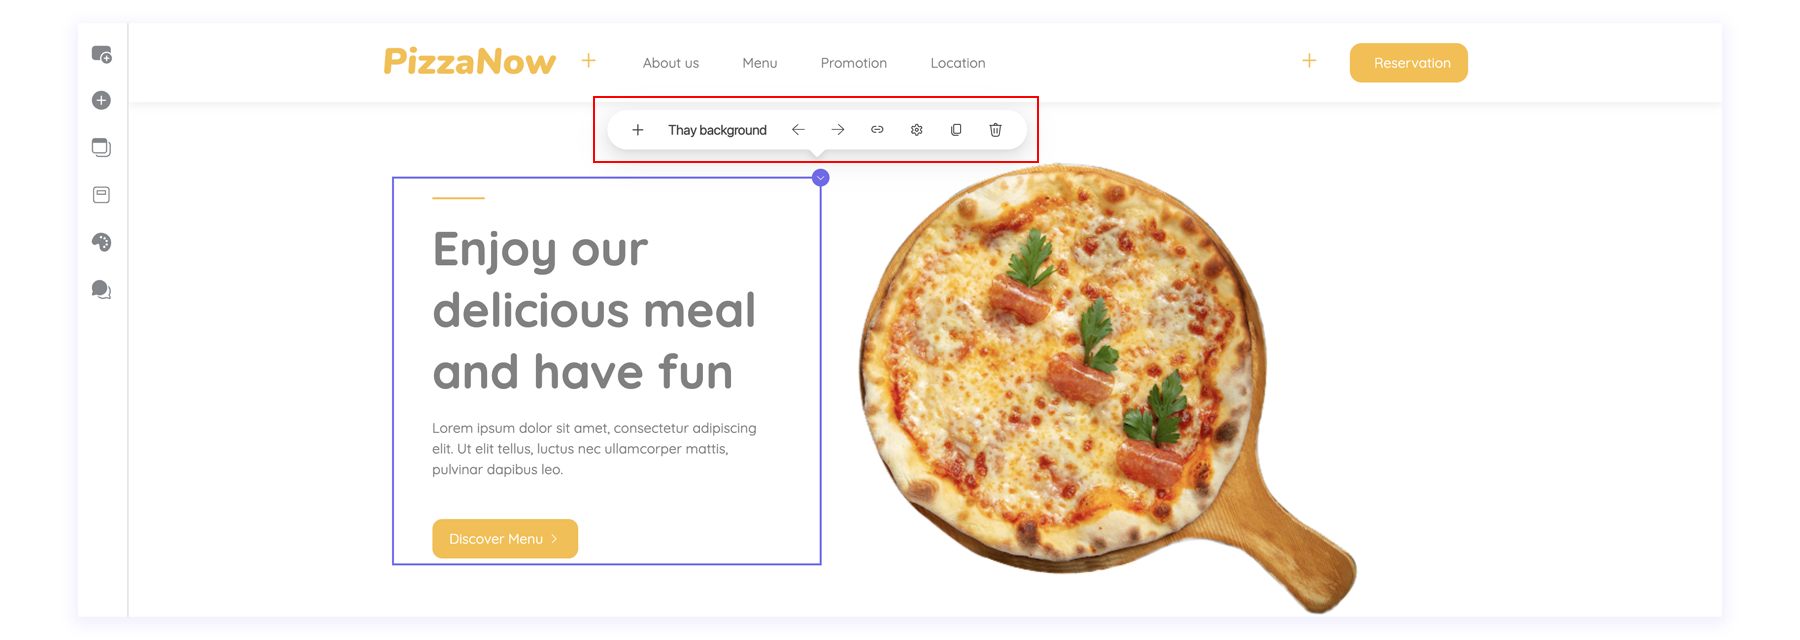 PizzaNow
About us
Menu
Promotion
Location
Reservation
Thay background
Enjoy our
delicious meal
and have fun
Lorem ipsum dolor sit amet, consectetur adipiscing
elit. Ut elit tellus, luctus nec ullamcorper mattis,
pulvinar dapibus leo.
Discover Menu